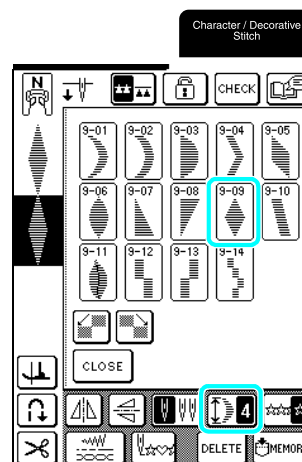 Character / Decorative
Stitch
N
CHECK
9-01 9-02 9-03 9-04 9-05
9-06 9-07 9-08 9-09 9-10
9-11 9-12 9-13 9-14
CLOSE
4
DELETE
MEMOR